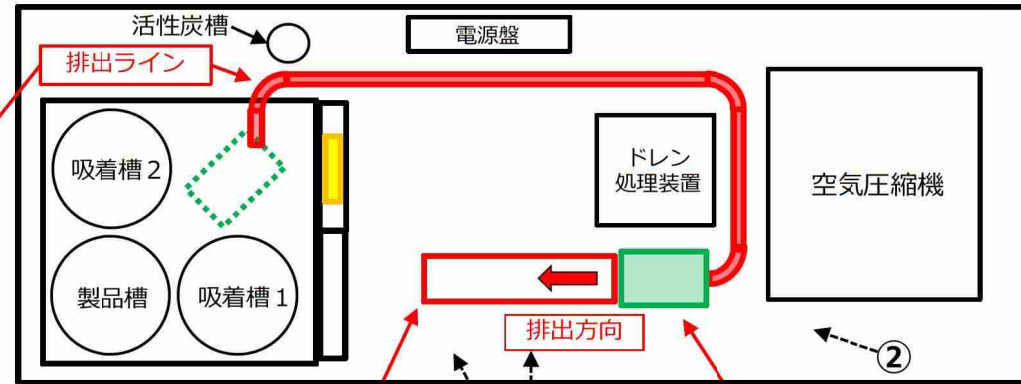 活性炭槽
電源盤
排出ライン
吸着槽2
ドレン
処理装置
空気圧縮機
製品槽
吸着槽1
排出方向
②